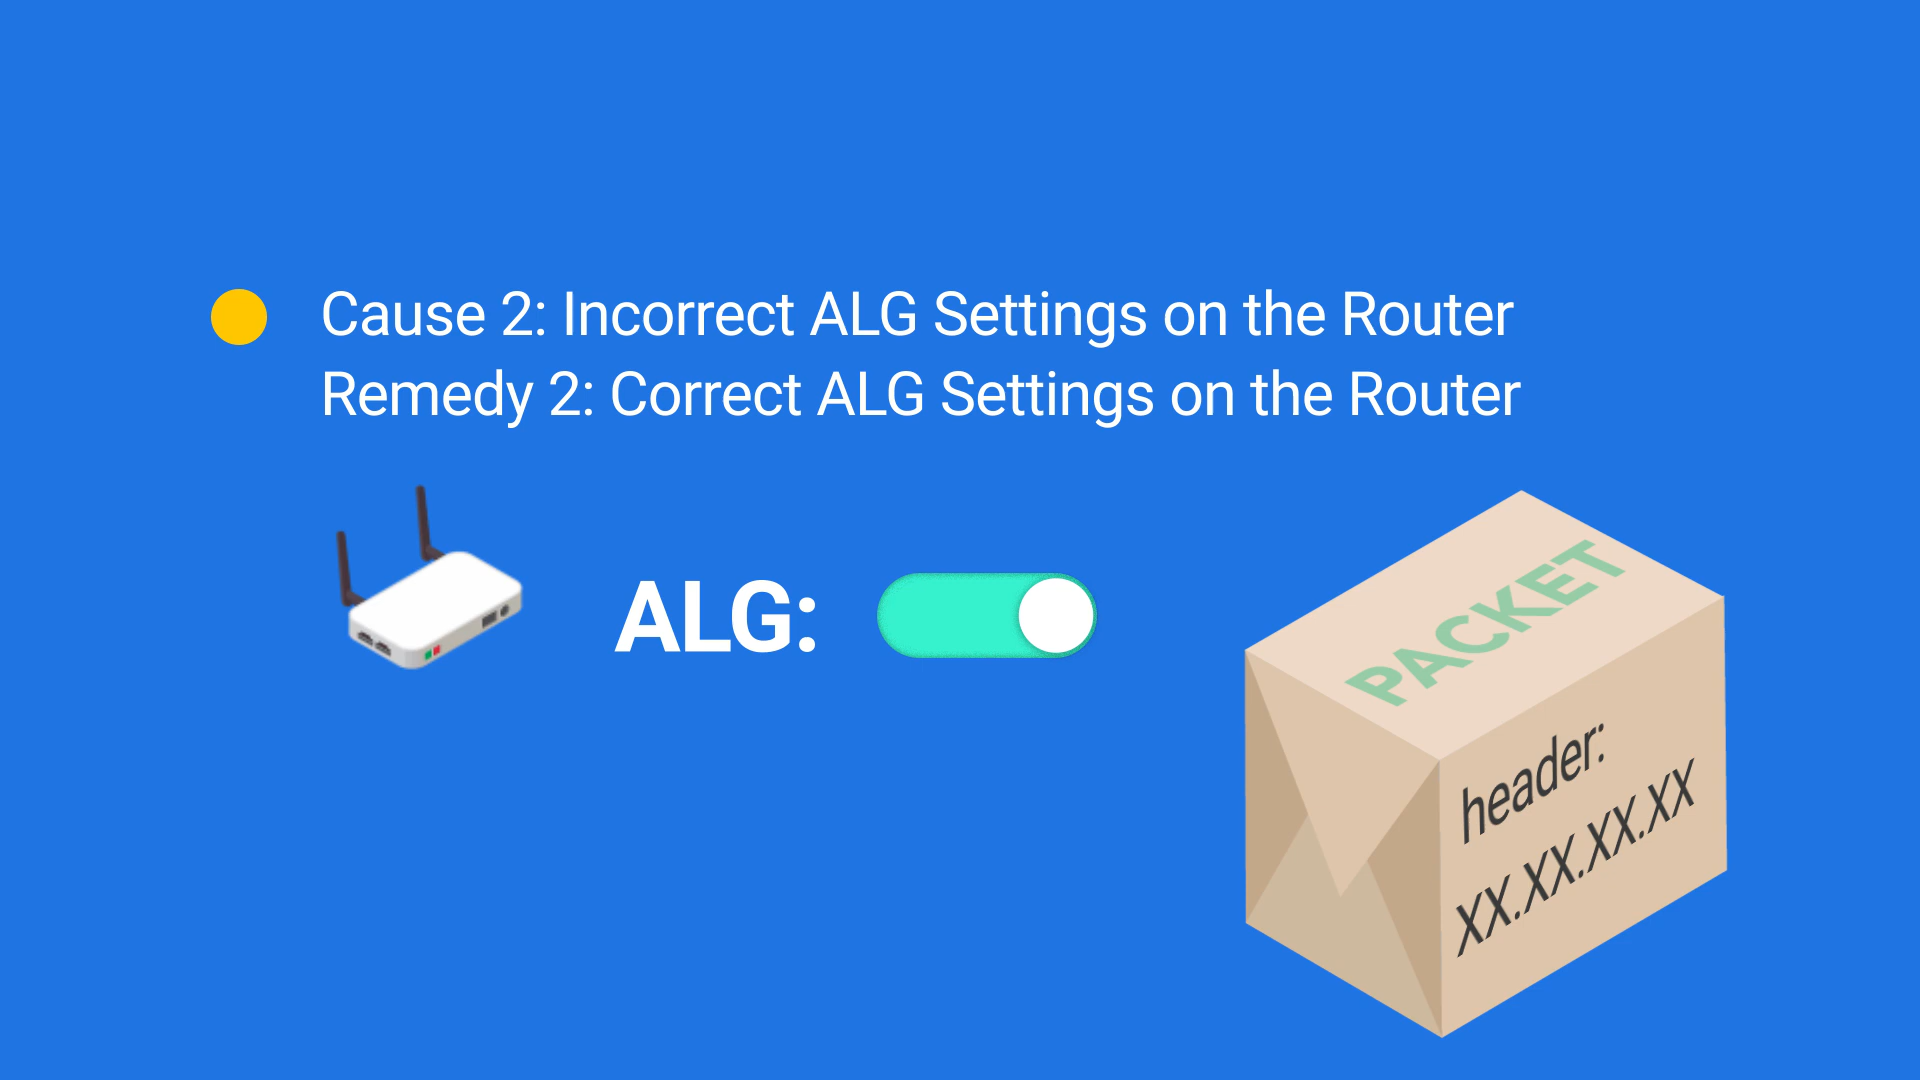 Cause 2: Incorrect ALG Settings on the Router
Remedy 2: Correct ALG Settings on the Router
ALG:
PACKET
header:
XX.XX.XX.XX